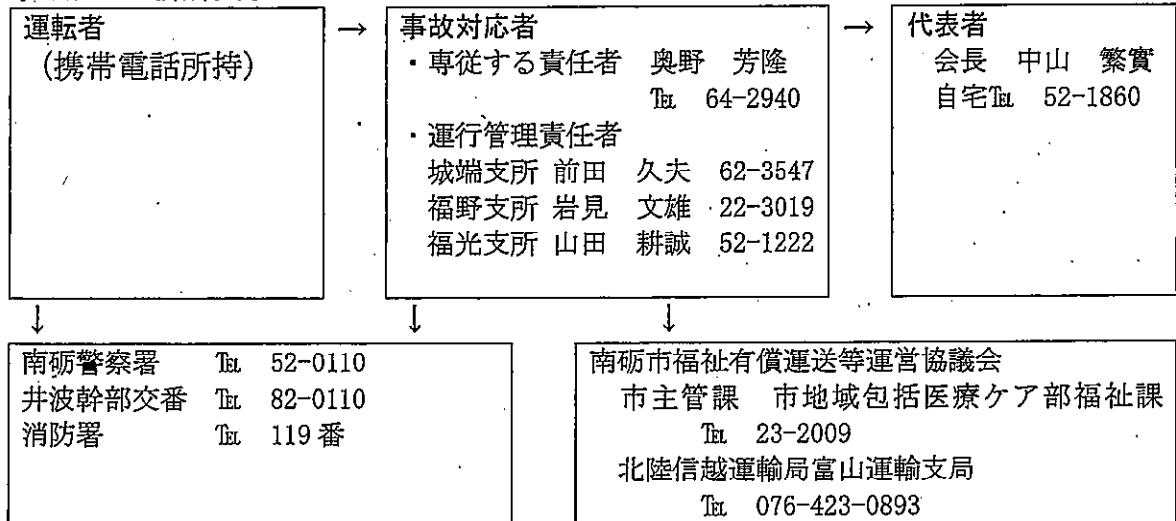 運転者
(携帯電話所持)
→
事故対応者
・専従する責任者 奥野 芳隆
℡ 64-2940
・運行管理責任者
城端支所 前田 久夫 62-3547
福野支所 岩見 文雄 22-3019
福光支所 山田 耕誠 52-1222
→
代表者
会長 中山 繁實
自宅℡ 52-1860
↓ ↓ ↓
南砺警察署 ℡ 52-0110
井波幹部交番 ℡ 82-0110
消防署 ℡ 119番
南砺市福祉有償運送等運営協議会
市主管課 市地域包括医療ケア部福祉課
℡ 23-2009
北陸信越運輸局富山運輸支局
℡ 076-423-0893